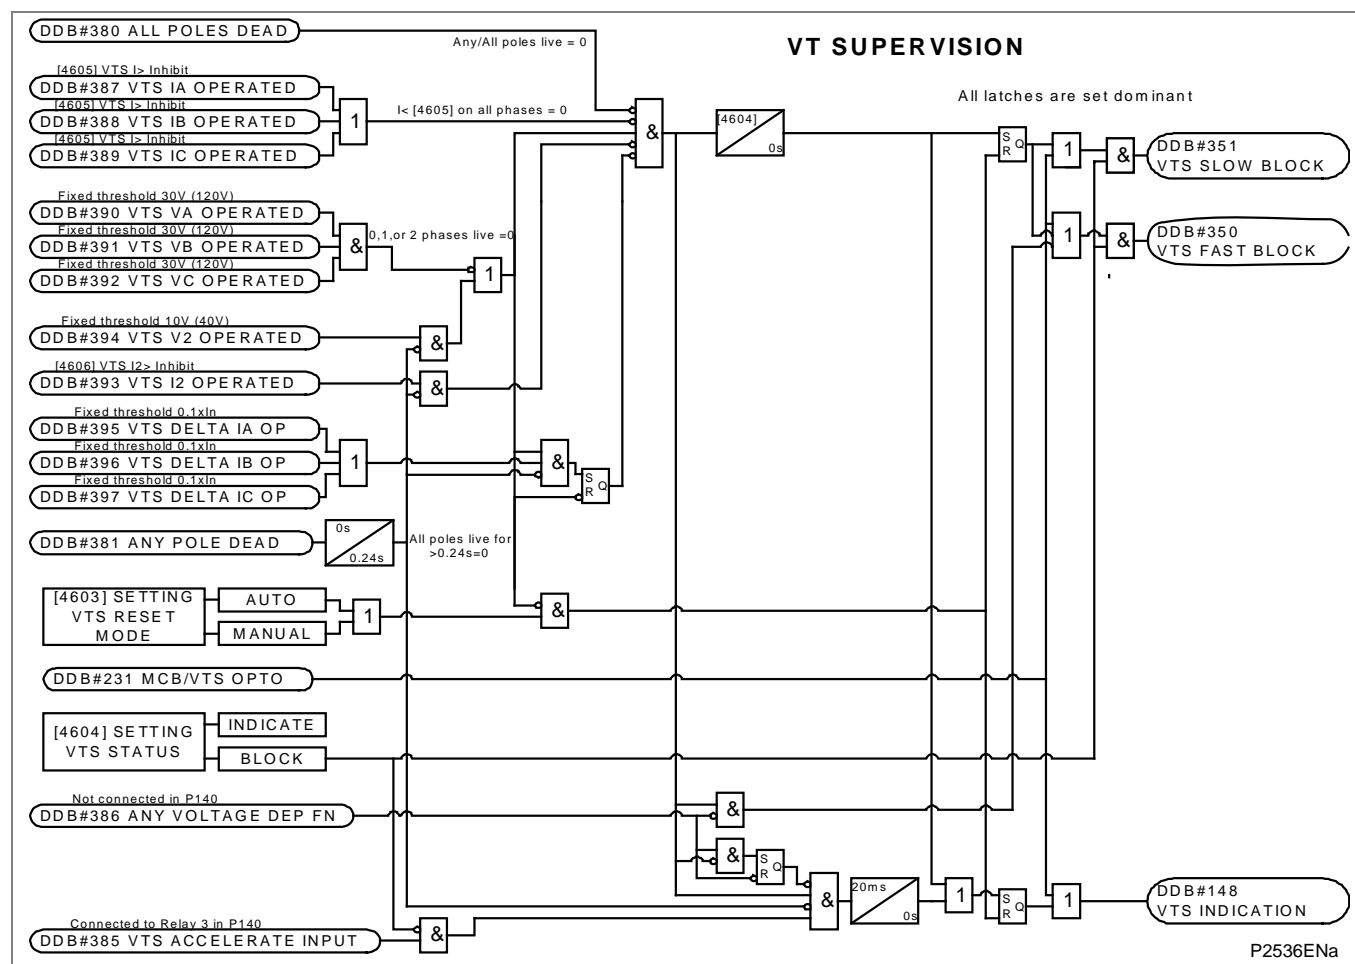 VT SUPERVISION
DDB#380 ALL POLES DEAD
Any/All poles live = 0
All latches are set dominant
[4605] VTS I> Inhibit
DDB#387 VTS IA OPERATED
[4605] VTS I> Inhibit
DDB#388 VTS IB OPERATED
[4605] VTS I> Inhibit
DDB#389 VTS IC OPERATED
1
I< [4605] on all phases = 0
&
[4604]
0s
S
R
Q
1
&
DDB#351
VTS SLOW BLOCK
Fixed threshold 30V (120V)
DDB#390 VTS VA OPERATED
Fixed threshold 30V (120V)
DDB#391 VTS VB OPERATED
Fixed threshold 30V (120V)
DDB#392 VTS VC OPERATED
&
0,1,or 2 phases live =0
1
1
&
DDB#350
VTS FAST BLOCK
Fixed threshold 10V (40V)
DDB#394 VTS V2 OPERATED
&
[4606] VTS I2> Inhibit
DDB#393 VTS I2 OPERATED
&
Fixed threshold 0.1xIn
DDB#395 VTS DELTA IA OP
Fixed threshold 0.1xIn
DDB#396 VTS DELTA IB OP
Fixed threshold 0.1xIn
DDB#397 VTS DELTA IC OP
1
&
S
R
Q
DDB#381 ANY POLE DEAD
0s
0.24s
All poles live for
>0.24s=0
[4603] SETTING
VTS RESET
MODE
AUTO
MANUAL
1
&
DDB#231 MCB/VTS OPTO
[4604] SETTING
VTS STATUS
INDICATE
BLOCK
Not connected in P140
DDB#386 ANY VOLTAGE DEP FN
&
&
S
R
Q
&
20ms
0s
1
S
R
Q
1
DDB#148
VTS INDICATION
Connected to Relay 3 in P140
DDB#385 VTS ACCELERATE INPUT
&
P2536ENa